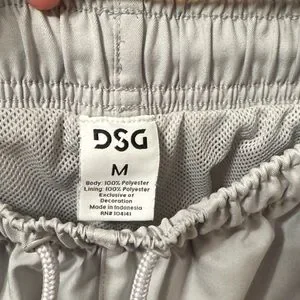 DSG
M
Body: 100% Polyester
Lining: 100% Polyester
Exclusive of
Decoration
Made in Indonesia
RN# 104141